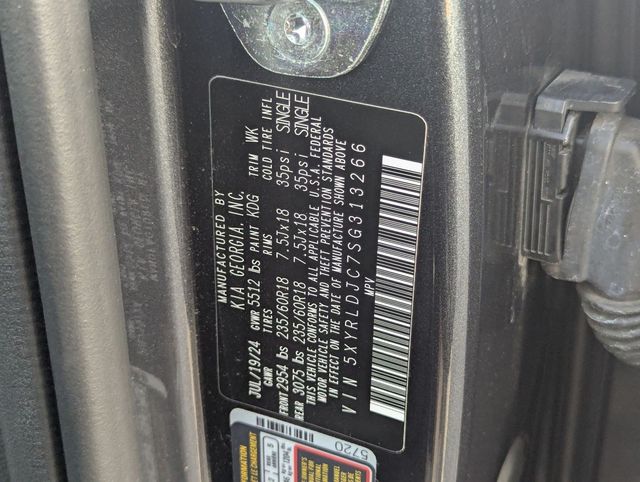 MANUFACTURED BY
KIA GEORGIA, INC.
JUL/19/24 GVWR 5512 lbs PAINT KDG TRIM WK
GAWR TIRES RIMS COLD TIRE INFL
FRONT 2954 lbs 235/60R18 7.5Jx18 35psi SINGLE
REAR 3075 lbs 235/60R18 7.5Jx18 35psi SINGLE
THIS VEHICLE CONFORMS TO ALL APPLICABLE U.S.A. FEDERAL
MOTOR VEHICLE SAFETY AND THEFT PREVENTION STANDARDS
IN EFFECT ON THE DATE OF MANUFACTURE SHOWN ABOVE
VIN 5XYRLDJC7SG313266
MPV
5720